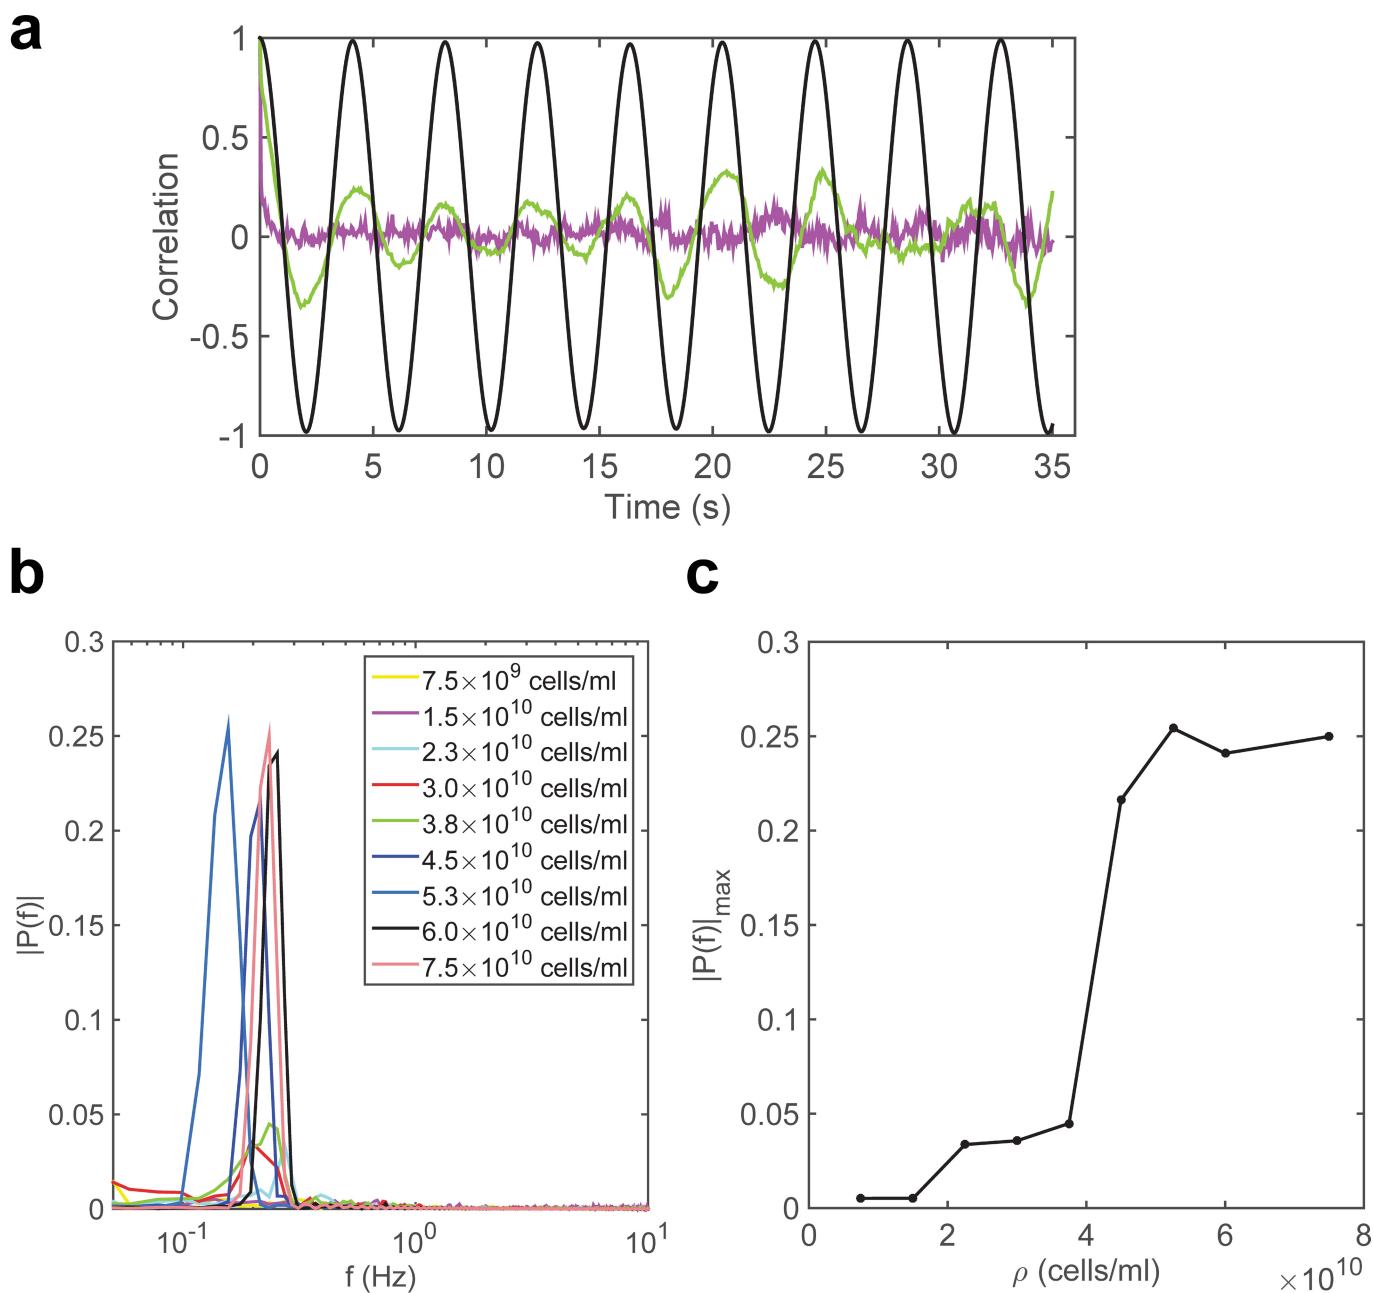 a
1
0.5
0
-0.5
-1
Correlation
0 5 10 15 20 25 30 35
Time (s)
b
0.3
0.25
0.2
0.15
0.1
0.05
0
|P(f)|
7.5×10^9 cells/ml
1.5×10^10 cells/ml
2.3×10^10 cells/ml
3.0×10^10 cells/ml
3.8×10^10 cells/ml
4.5×10^10 cells/ml
5.3×10^10 cells/ml
6.0×10^10 cells/ml
7.5×10^10 cells/ml
10^-1 10^0 10^1
f (Hz)
c
0.3
0.25
0.2
0.15
0.1
0.05
0
|P(f)|max
0 2 4 6 8
ρ (cells/ml)
×10^10